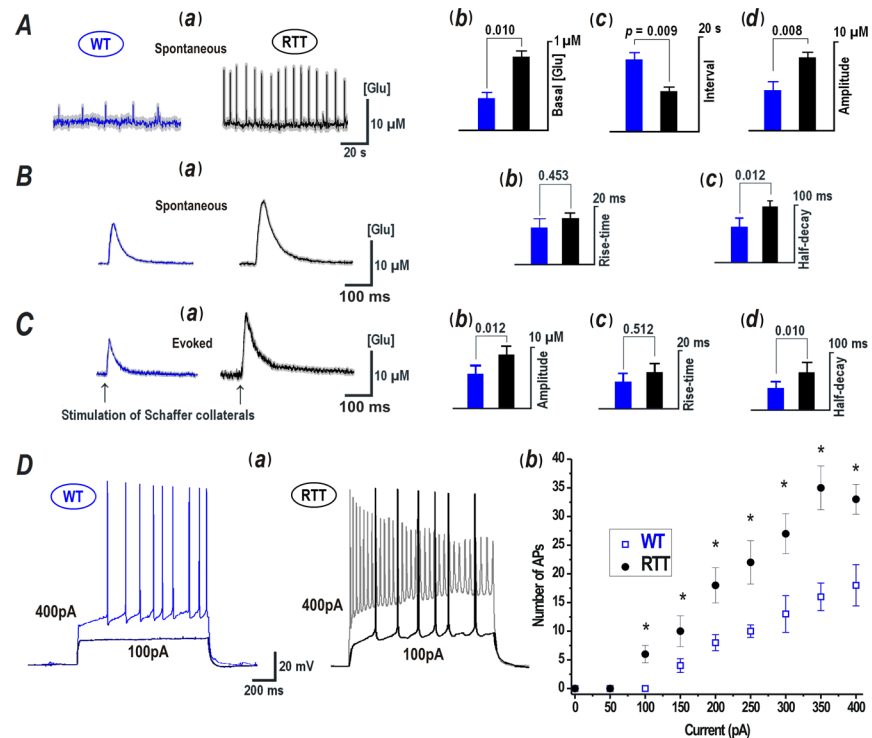 A
(a)
WT
Spontaneous
RTT
[Glu]
10 µM
20 s
(b)
0.010
1 µM
Basal [Glu]
(c)
p = 0.009
20 s
Interval
(d)
0.008
10 µM
Amplitude
B
(a)
Spontaneous
[Glu]
10 µM
100 ms
(b)
0.453
20 ms
Rise-time
(c)
0.012
100 ms
Half-decay
C
(a)
Evoked
[Glu]
10 µM
100 ms
Stimulation of Schaffer collaterals
(b)
0.012
10 µM
Amplitude
(c)
0.512
20 ms
Rise-time
(d)
0.010
100 ms
Half-decay
D
(a)
WT
400pA
100pA
20 mV
200 ms
RTT
400pA
100pA
(b)
40
35
30
25
20
15
10
5
0
Number of APs
WT
RTT
* * * * * * *
0 50 100 150 200 250 300 350 400
Current (pA)